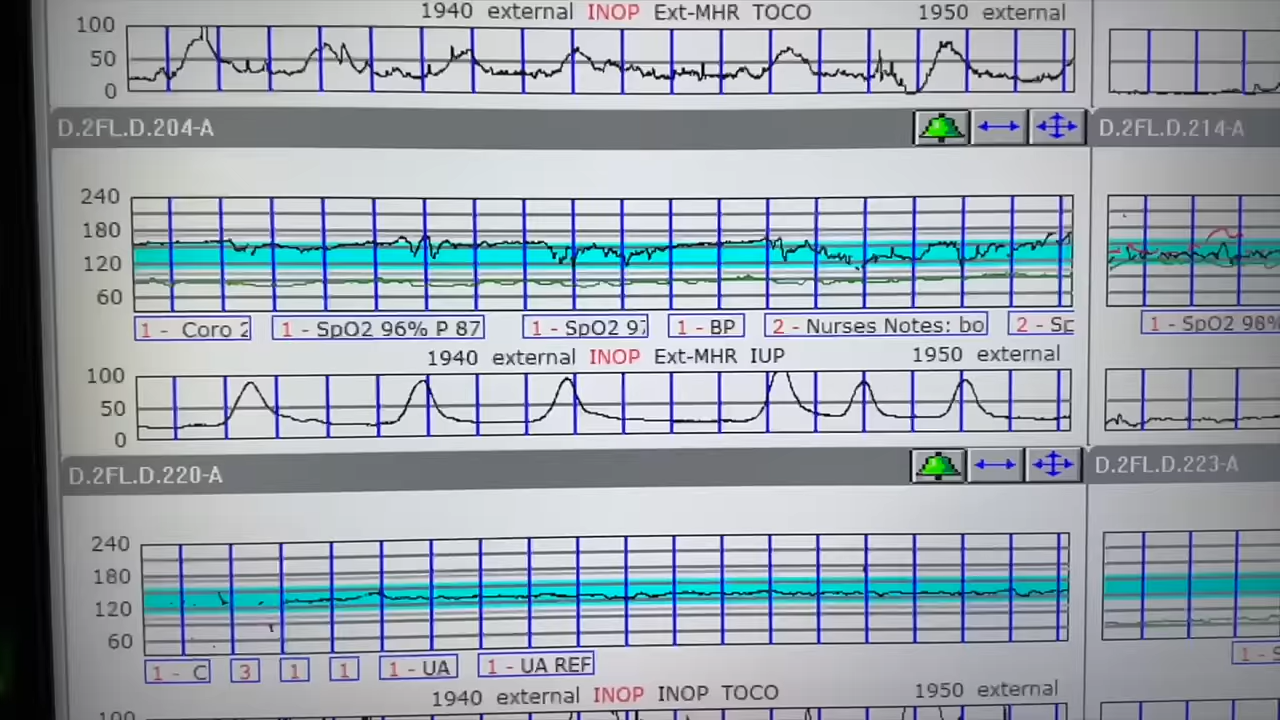 1940 external INOP Ext-MHR TOCO 1950 external
100
50
0
D.2FL.D.204-A D.2FL.D.214-A
240
180
120
60
1 - Coro 2 1 - SpO2 96% P 87 1 - SpO2 97 1 - BP 2 - Nurses Notes: bo 2 - Sp 1 - SpO2 98%
1940 external INOP Ext-MHR IUP 1950 external
100
50
0
D.2FL.D.220-A D.2FL.D.223-A
240
180
120
60
1 - C 3 1 1 1 - UA 1 - UA REF 1 - S
1940 external INOP INOP TOCO 1950 external
100